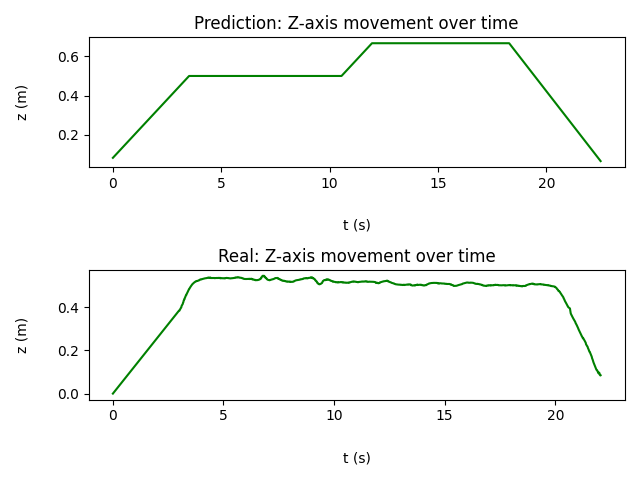 Prediction: Z-axis movement over time
z (m)
0.6
0.4
0.2
0 5 10 15 20
t (s)
Real: Z-axis movement over time
z (m)
0.4
0.2
0.0
0 5 10 15 20
t (s)